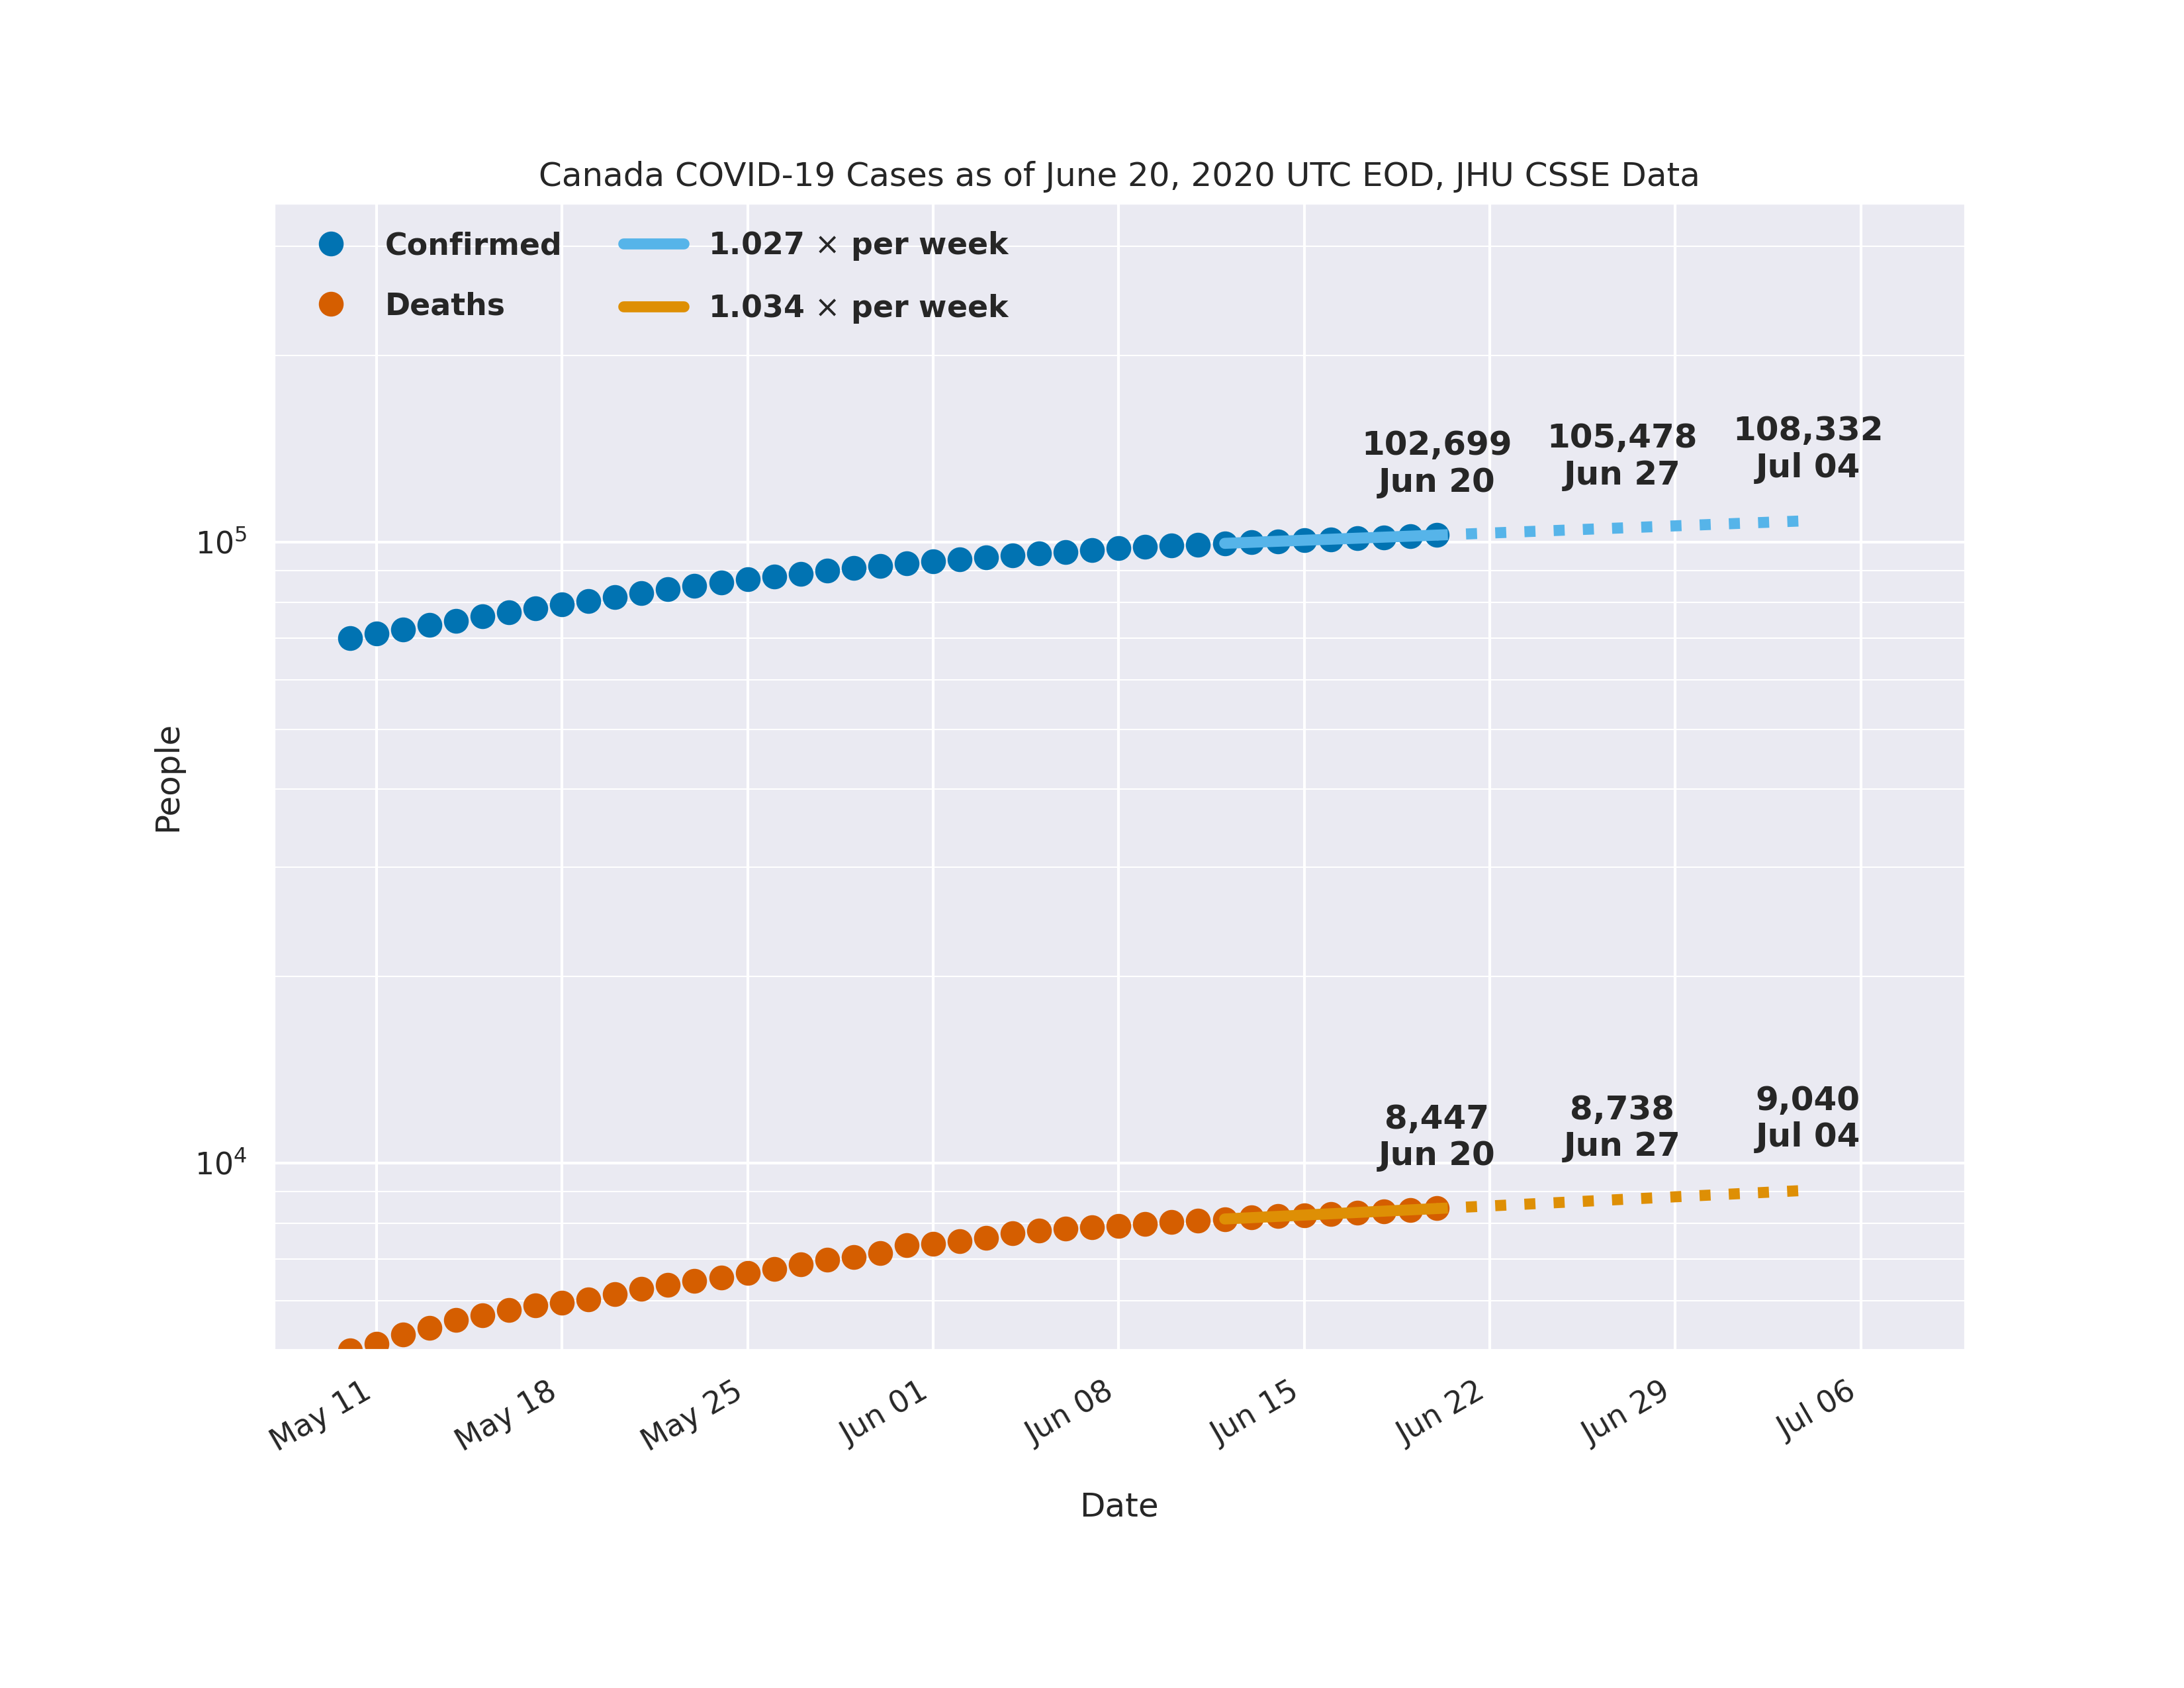 Canada COVID-19 Cases as of June 20, 2020 UTC EOD, JHU CSSE Data
Confirmed
Deaths
1.027 × per week
1.034 × per week
102,699
Jun 20
105,478
Jun 27
108,332
Jul 04
10⁵
People
8,447
Jun 20
8,738
Jun 27
9,040
Jul 04
10⁴
May 11
May 18
May 25
Jun 01
Jun 08
Jun 15
Jun 22
Jun 29
Jul 06
Date